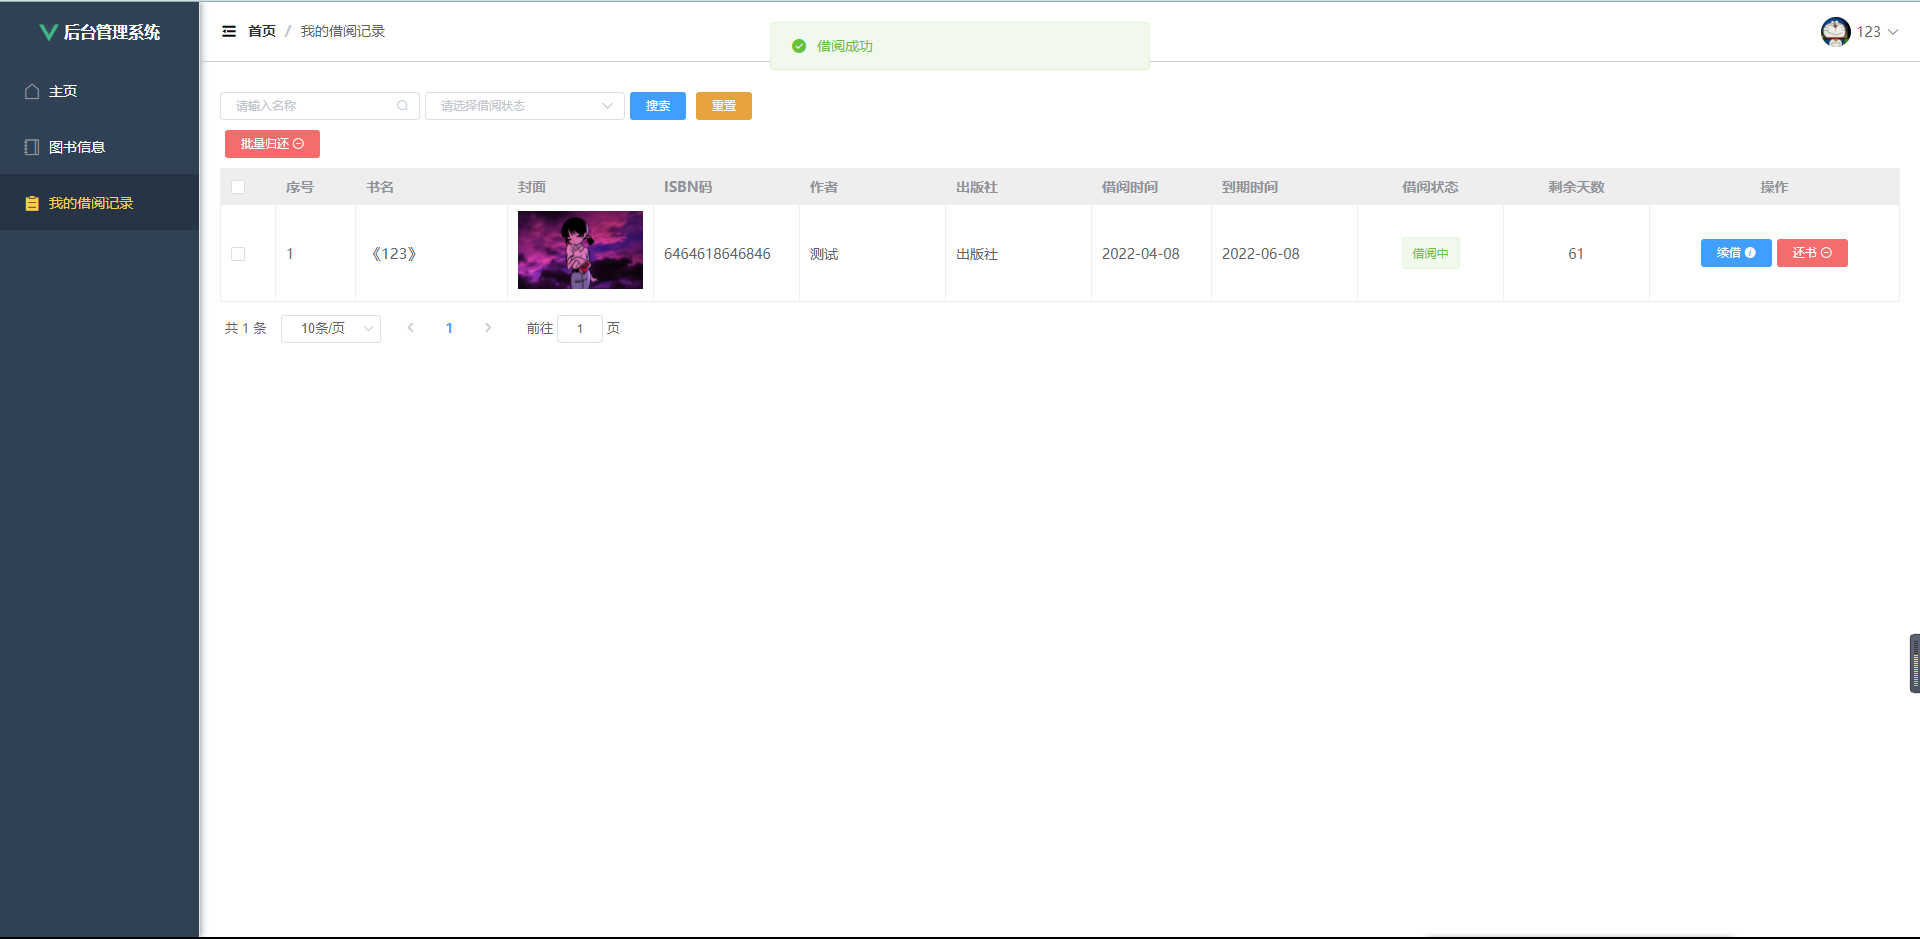 后台管理系统
主页
图书信息
我的借阅记录
首页 / 我的借阅记录
借阅成功
123
请输入名称 请选择借阅状态 搜索 重置
批量归还
序号 书名 封面 ISBN码 作者 出版社 借阅时间 到期时间 借阅状态 剩余天数 操作
1 《123》 6464618646846 测试 出版社 2022-04-08 2022-06-08 借阅中 61 续借 还书
共 1 条 10条/页 1 前往 1 页